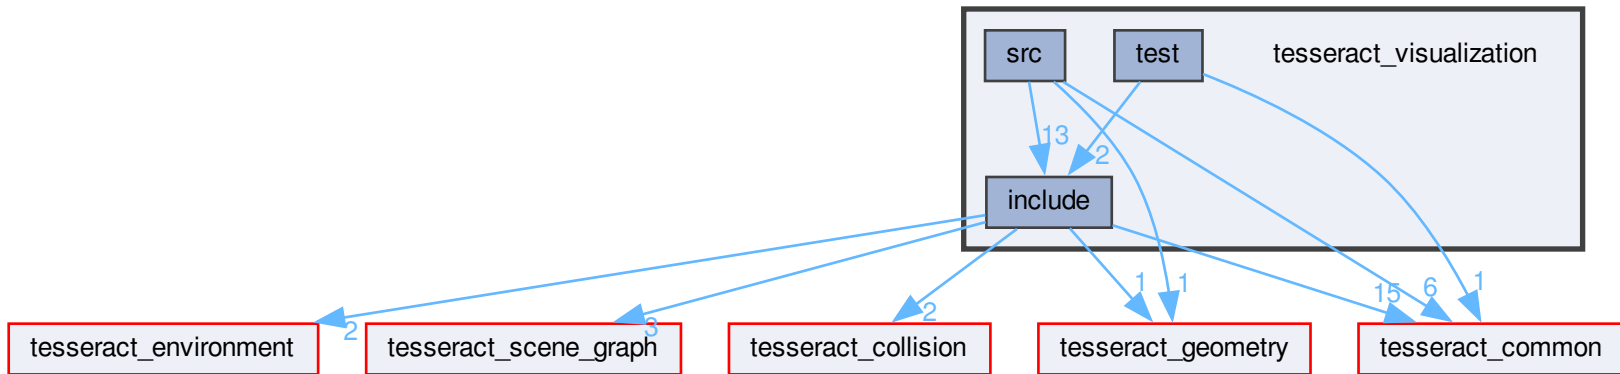 src
test
tesseract_visualization
13
2
include
1
1
15
6
1
2
3
2
tesseract_environment
tesseract_scene_graph
tesseract_collision
tesseract_geometry
tesseract_common